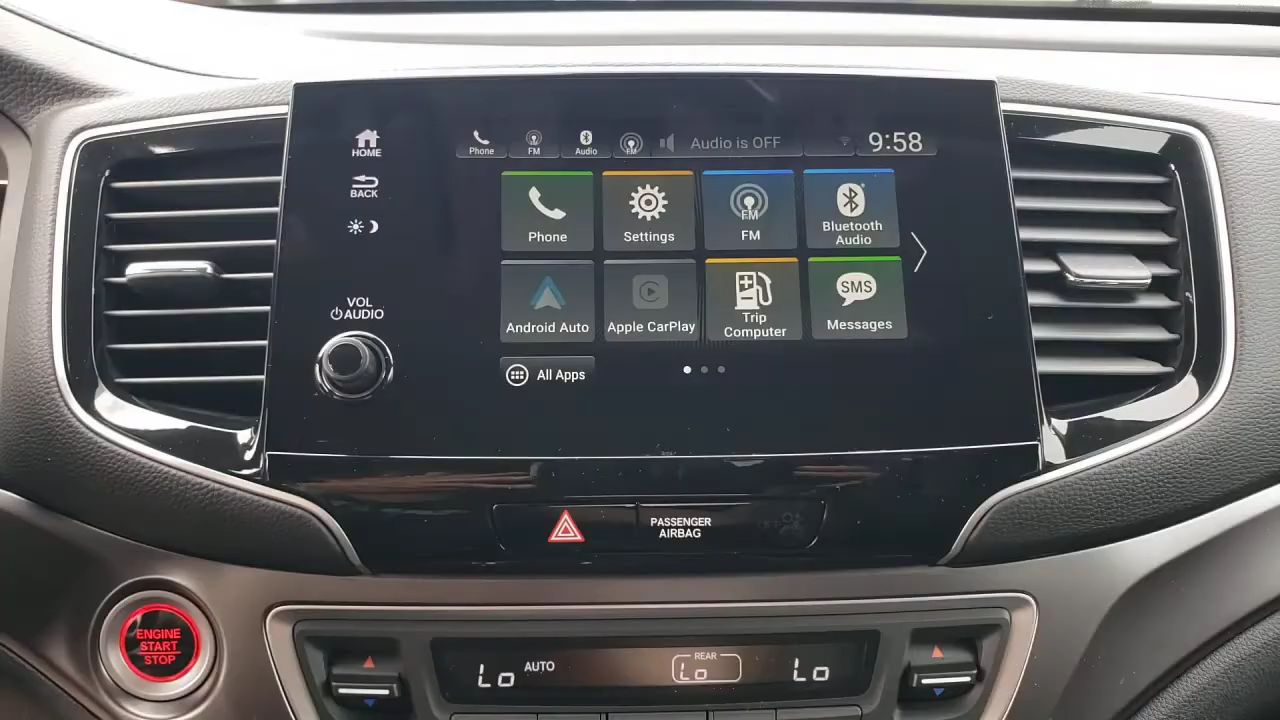 HOME
BACK
VOL
AUDIO
Phone
FM
Audio
FM
Audio is OFF
9:58
Phone
Settings
FM
FM
Bluetooth
Audio
Android Auto
Apple CarPlay
Trip
Computer
SMS
Messages
All Apps
PASSENGER
AIRBAG
ENGINE
START
STOP
Lo
AUTO
REAR
Lo
Lo